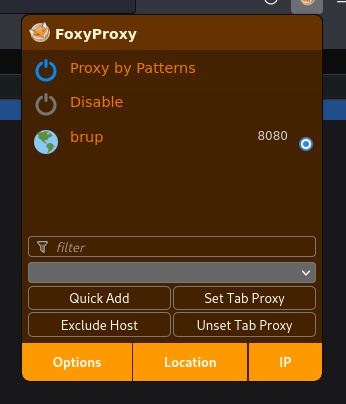 FoxyProxy
Proxy by Patterns
Disable
brup 8080
filter
Quick Add Set Tab Proxy
Exclude Host Unset Tab Proxy
Options Location IP